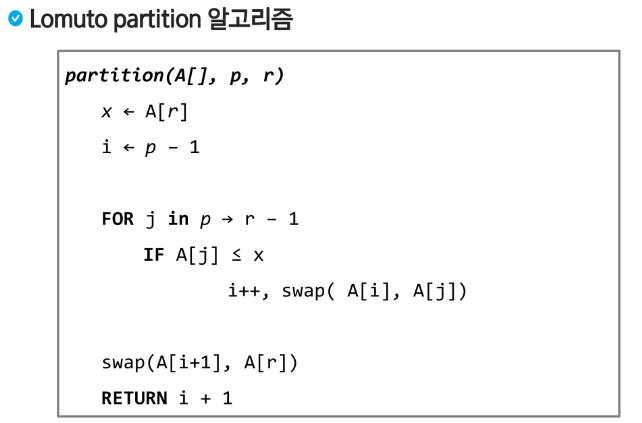 Lomuto partition 알고리즘
partition(A[], p, r)
x ← A[r]
i ← p – 1
FOR j in p → r – 1
IF A[j] ≤ x
i++, swap( A[i], A[j])
swap(A[i+1], A[r])
RETURN i + 1